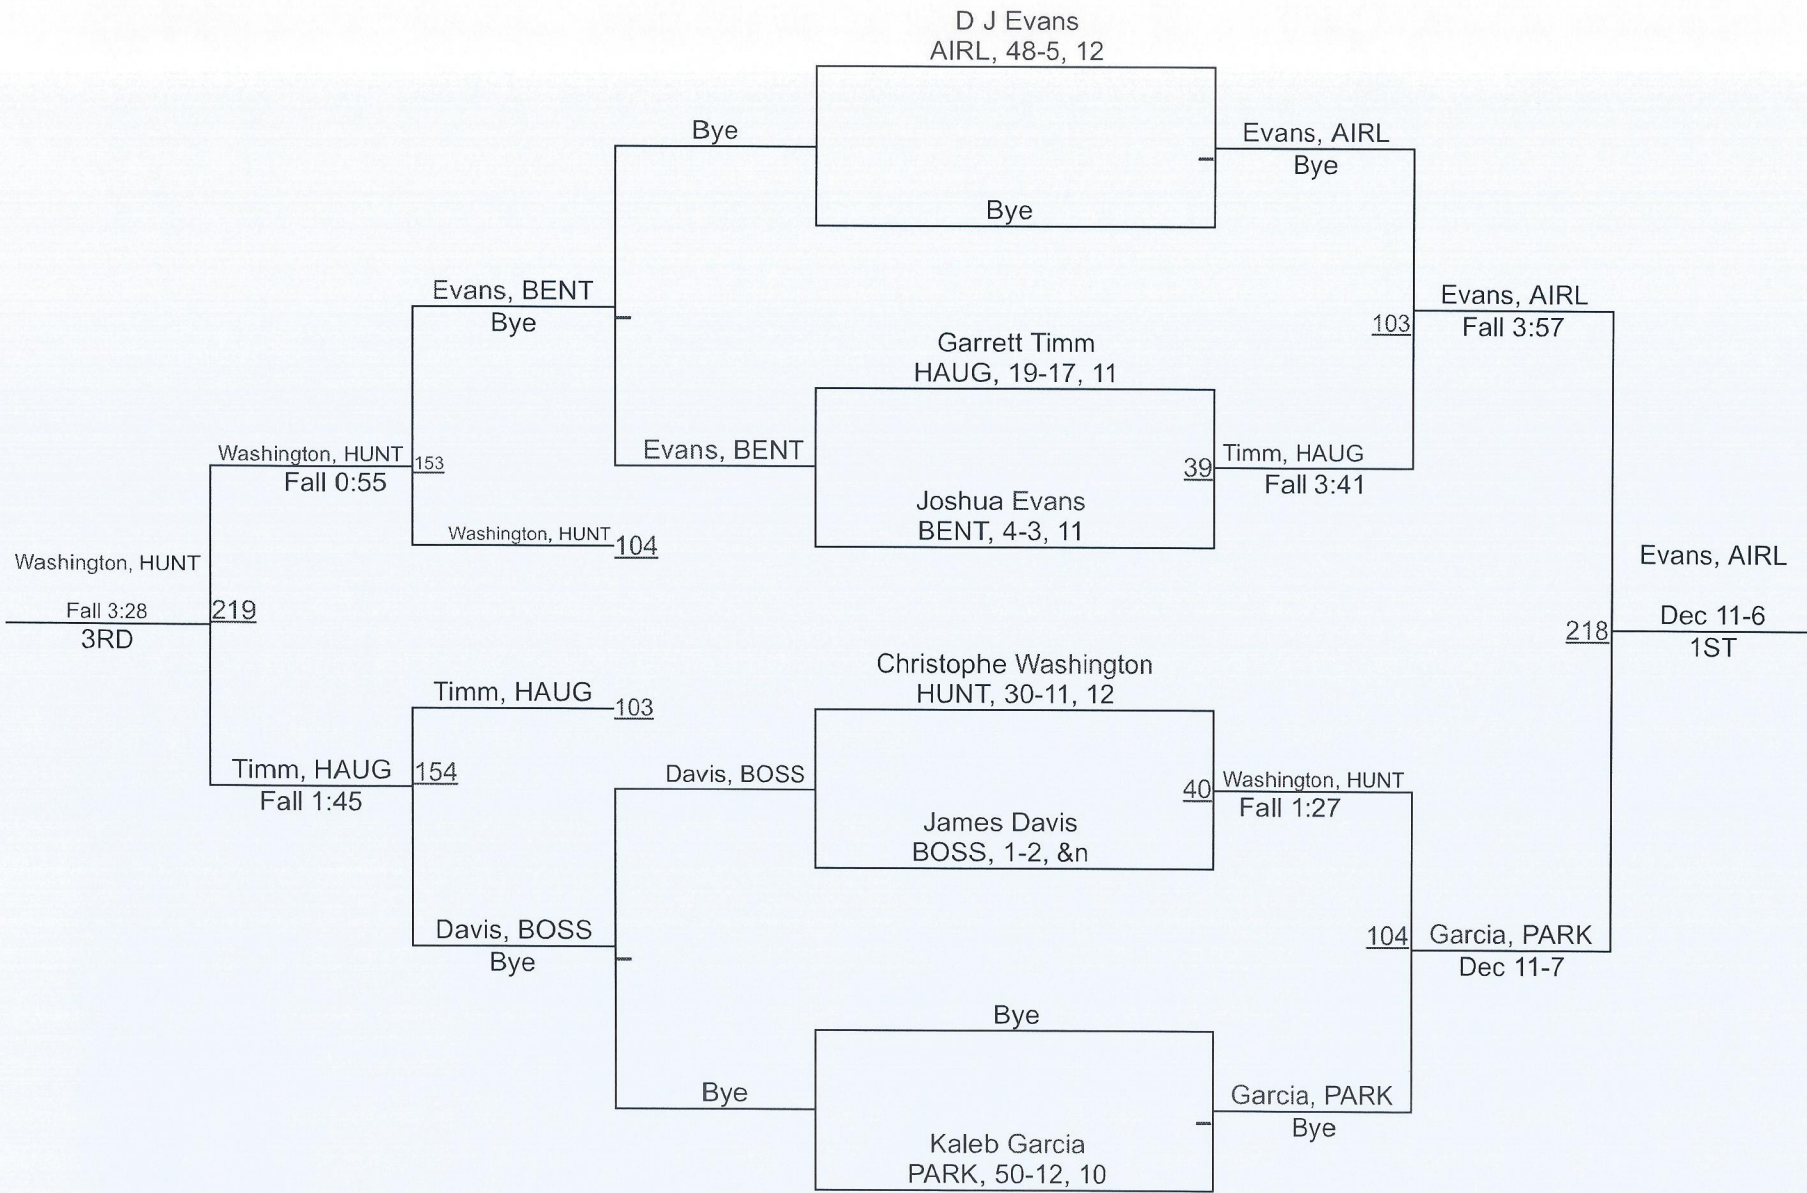 D J Evans
AIRL, 48-5, 12
Bye
Evans, AIRL
Bye
Bye
Evans, BENT
Bye
Evans, AIRL
103
Fall 3:57
Garrett Timm
HAUG, 19-17, 11
Washington, HUNT
153
Fall 0:55
Evans, BENT
39
Timm, HAUG
Fall 3:41
Joshua Evans
BENT, 4-3, 11
Washington, HUNT
104
Washington, HUNT
Fall 3:28
219
3RD
Evans, AIRL
218
Dec 11-6
1ST
Christophe Washington
HUNT, 30-11, 12
Timm, HAUG
103
Timm, HAUG
154
Fall 1:45
Davis, BOSS
40
Washington, HUNT
Fall 1:27
James Davis
BOSS, 1-2, &n
Davis, BOSS
Bye
104
Garcia, PARK
Dec 11-7
Bye
Bye
Garcia, PARK
Bye
Kaleb Garcia
PARK, 50-12, 10